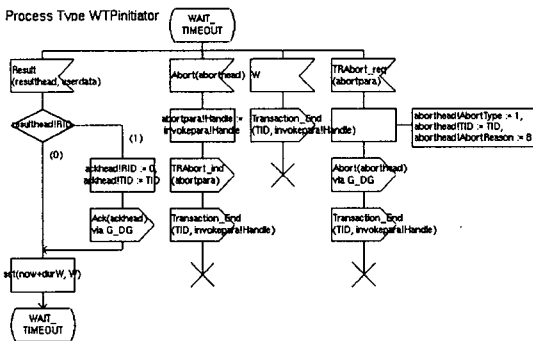 Process Type WTPinitiator
WAIT_
TIMEOUT
Result
(resulthead, userdata)
Abort(aborthead)
W
TRAbort_req
(abortpara)
resulthead!RID
(0)
(1)
ackhead!RID := 0,
ackhead!TID := TID
Ack(ackhead)
via G_DG
set(now+durW, W)
WAIT_
TIMEOUT
abortpara!Handle :=
invokepara!Handle
TRAbort_ind
(abortpara)
Transaction_End
(TID, invokepara!Handle)
Transaction_End
(TID, invokepara!Handle)
aborthead!AbortType := 1,
aborthead!TID := TID,
aborthead!AbortReason := 8
Abort(aborthead)
via G_DG
Transaction_End
(TID, invokepara!Handle)